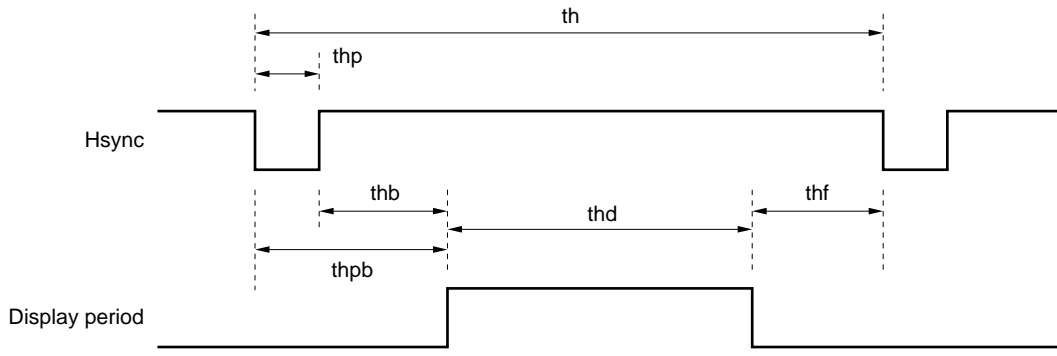 th
thp
Hsync
thb
thd
thf
thpb
Display period